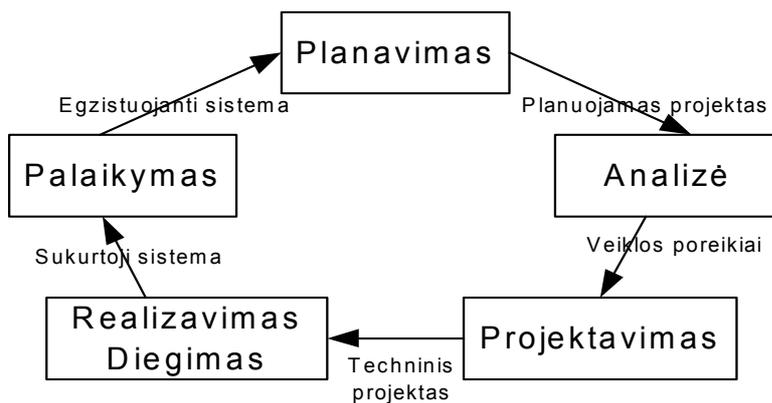 Planavimas
Egzistuojanti sistema
Planuojamas projektas
Palaikymas
Analizė
Sukurtoji sistema
Veiklos poreikiai
Realizavimas
Diegimas
Projektavimas
Techninis
projektas